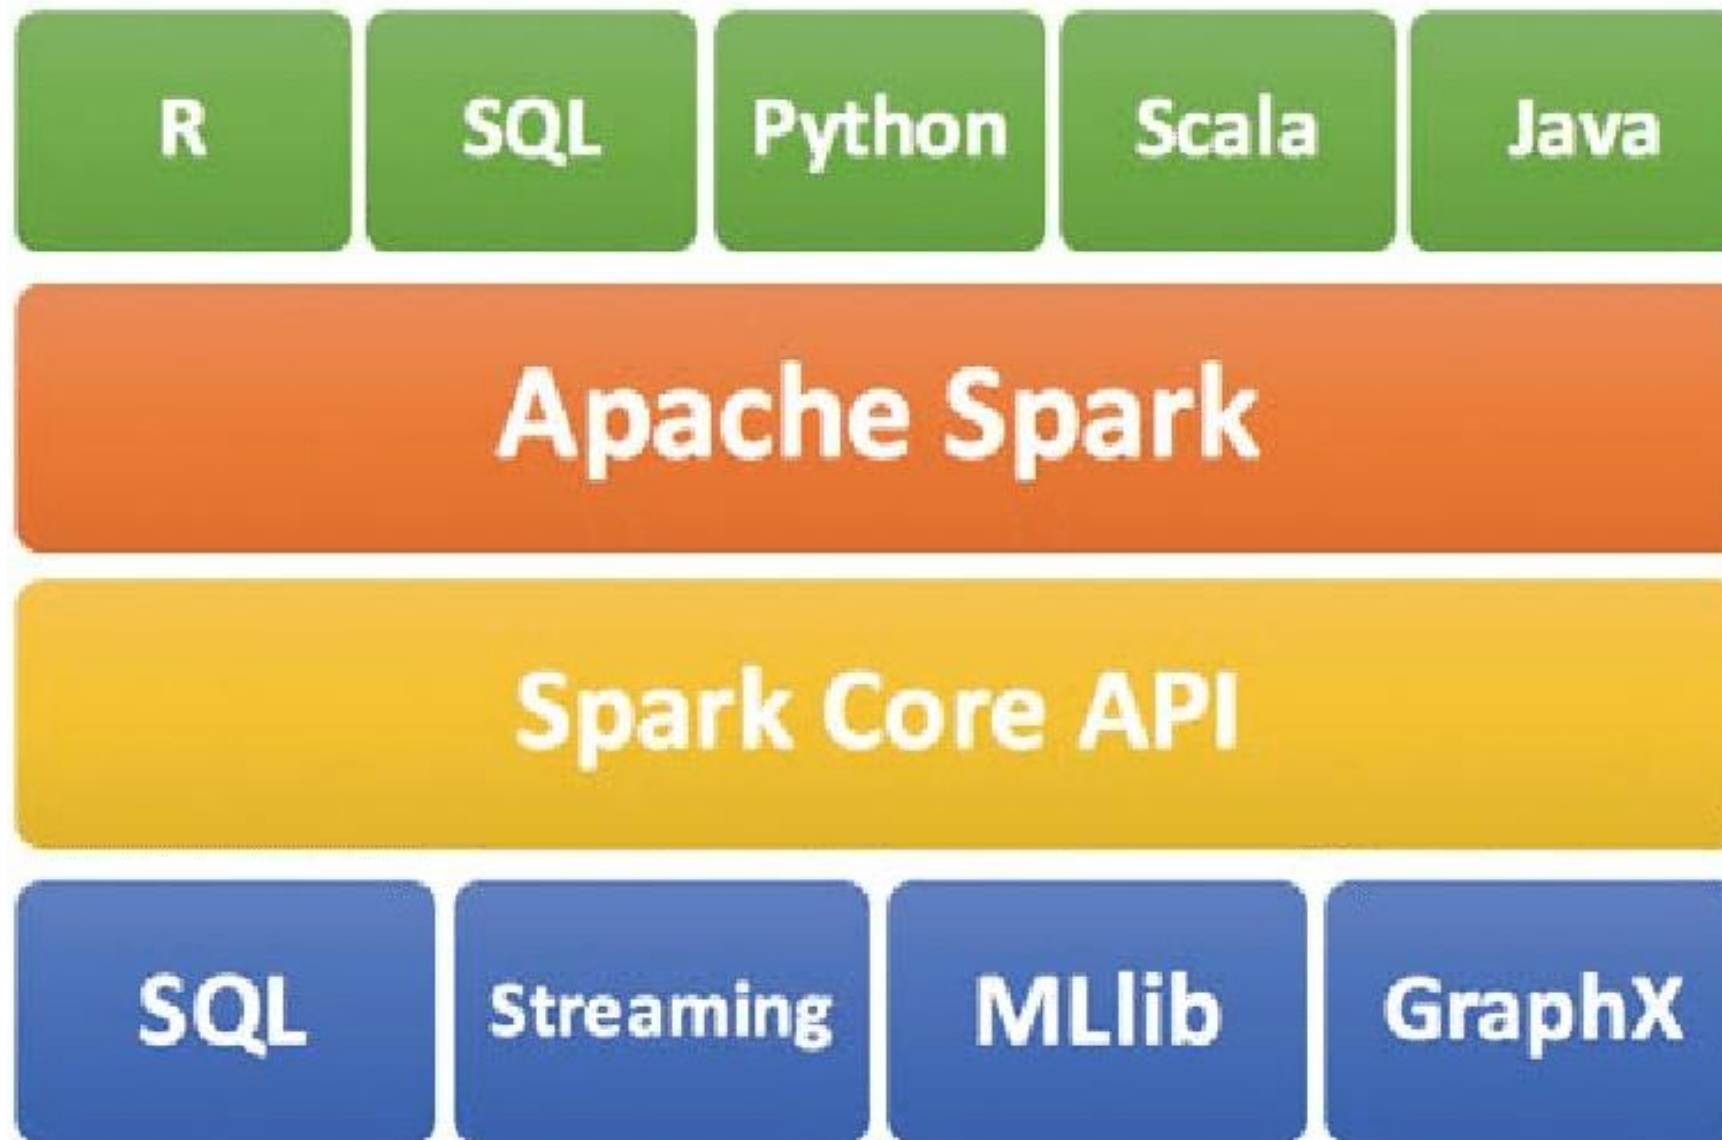 R SQL Python Scala Java
Apache Spark
Spark Core API
SQL Streaming MLlib GraphX